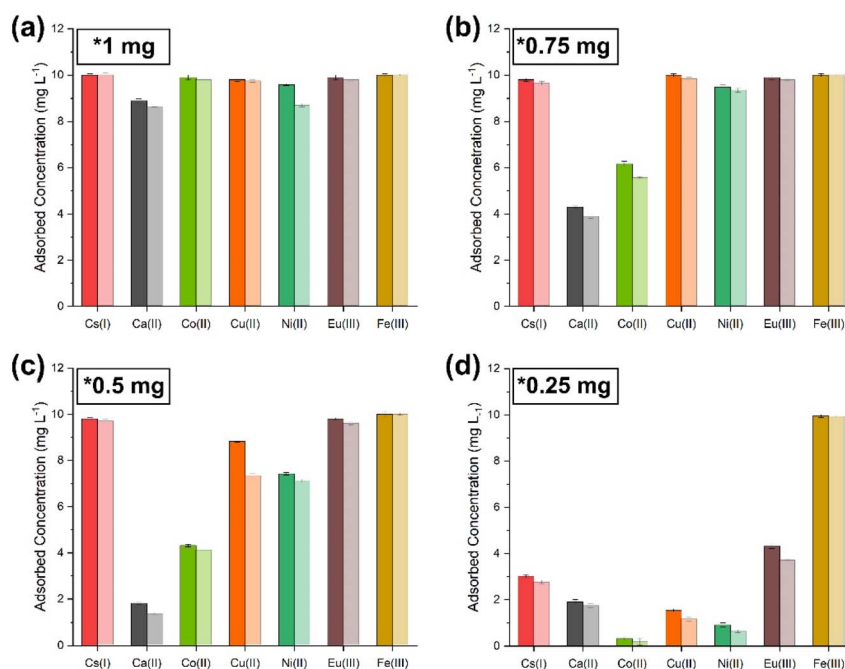 (a)
*1 mg
Adsorbed Concentration (mg L⁻¹)
12
10
8
6
4
2
0
Cs(I) Ca(II) Co(II) Cu(II) Ni(II) Eu(III) Fe(III)
(b)
*0.75 mg
Adsorbed Concnetration (mg L⁻¹)
12
10
8
6
4
2
0
Cs(I) Ca(II) Co(II) Cu(II) Ni(II) Eu(III) Fe(III)
(c)
*0.5 mg
Adsorbed Concentration (mg L⁻¹)
12
10
8
6
4
2
0
Cs(I) Ca(II) Co(II) Cu(II) Ni(II) Eu(III) Fe(III)
(d)
*0.25 mg
Adsorbed Concentration (mg L₋₁)
12
10
8
6
4
2
0
Cs(I) Ca(II) Co(II) Cu(II) Ni(II) Eu(III) Fe(III)